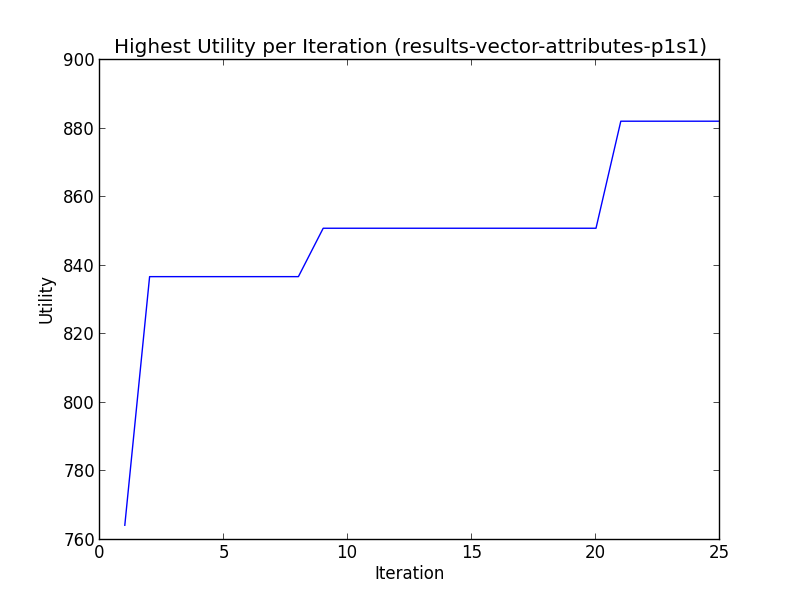 Highest Utility per Iteration (results-vector-attributes-p1s1)
900
880
860
840
820
800
780
760
Utility
0 5 10 15 20 25
Iteration